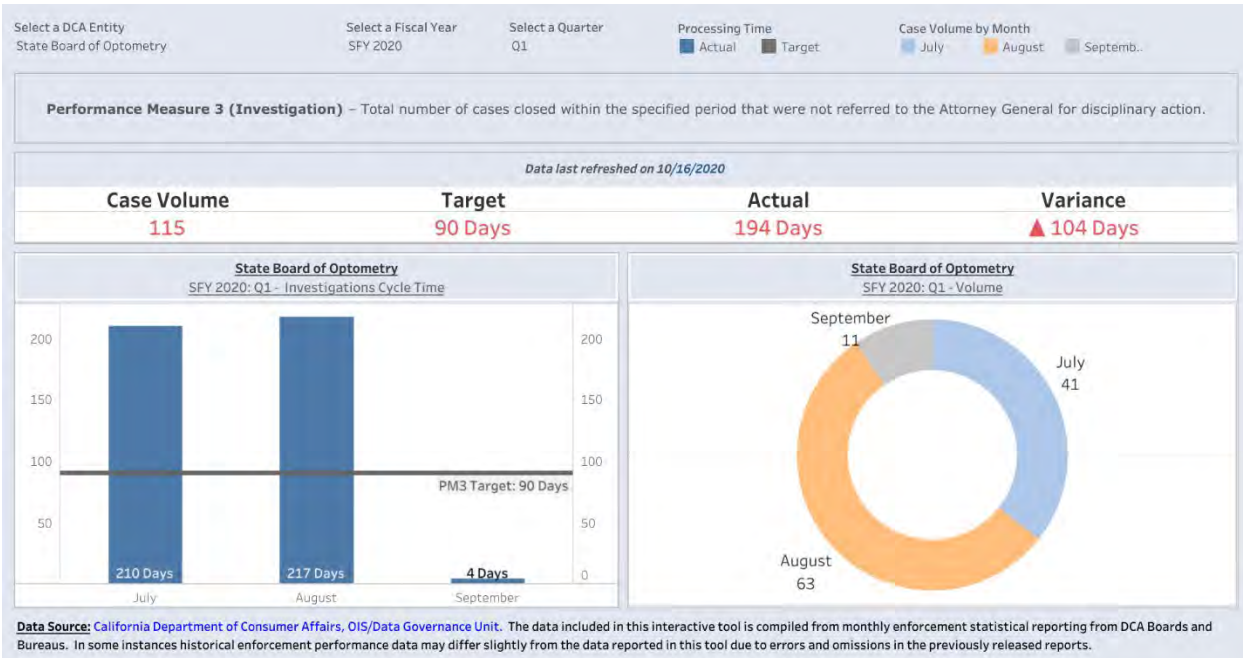 Select a DCA Entity
State Board of Optometry
Select a Fiscal Year
SFY 2020
Select a Quarter
Q1
Processing Time
Actual
Target
Case Volume by Month
July
August
Septemb..
Performance Measure 3 (Investigation) – Total number of cases closed within the specified period that were not referred to the Attorney General for disciplinary action.
Data last refreshed on 10/16/2020
Case Volume
Target
Actual
Variance
115
90 Days
194 Days
▲ 104 Days
State Board of Optometry
SFY 2020: Q1 - Investigations Cycle Time
200
150
100
50
200
150
100
50
0
PM3 Target: 90 Days
210 Days
217 Days
4 Days
July
August
September
State Board of Optometry
SFY 2020: Q1 - Volume
September
11
July
41
August
63
Data Source: California Department of Consumer Affairs, OIS/Data Governance Unit. The data included in this interactive tool is compiled from monthly enforcement statistical reporting from DCA Boards and
Bureaus. In some instances historical enforcement performance data may differ slightly from the data reported in this tool due to errors and omissions in the previously released reports.